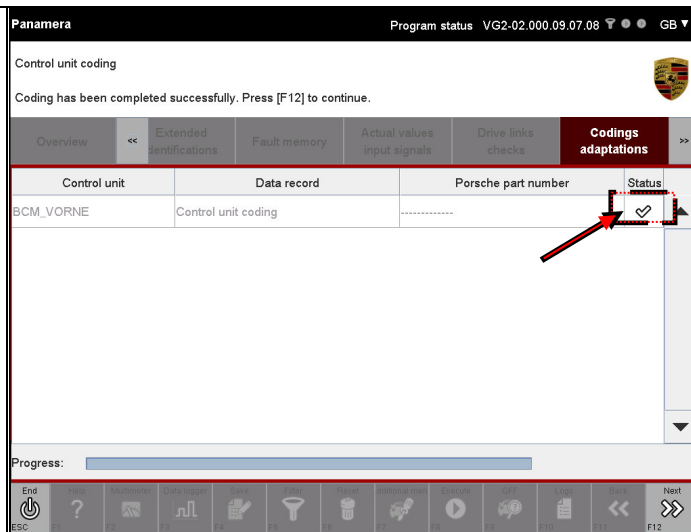 Panamera Program status VG2-02.000.09.07.08 GB ▼
Control unit coding
Coding has been completed successfully. Press [F12] to continue.
Overview << Extended identifications Fault memory Actual values input signals Drive links checks Codings adaptations >>
Control unit Data record Porsche part number Status
BCM_VORNE Control unit coding -------------
Progress:
End Help Multimeter Data logger Save Filter Reset Execute GFF Logs Back Next
ESC F1 F2 F3 F4 F5 F6 F7 F8 F9 F10 F11 F12